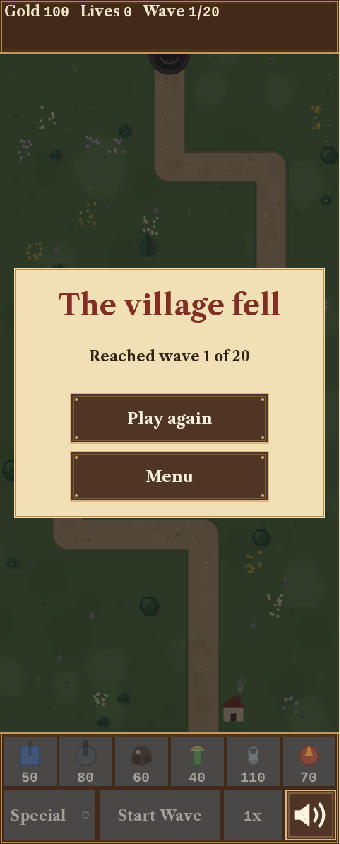 Gold 100 Lives 0 Wave 1/20
The village fell
Reached wave 1 of 20
Play again
Menu
50 80 60 40 110 70
Special Start Wave 1x